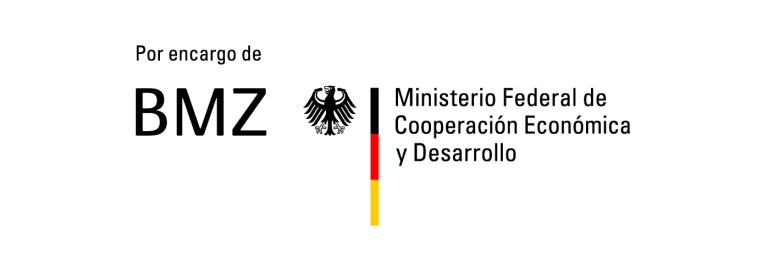 Por encargo de
BMZ
Ministerio Federal de
Cooperación Económica
y Desarrollo